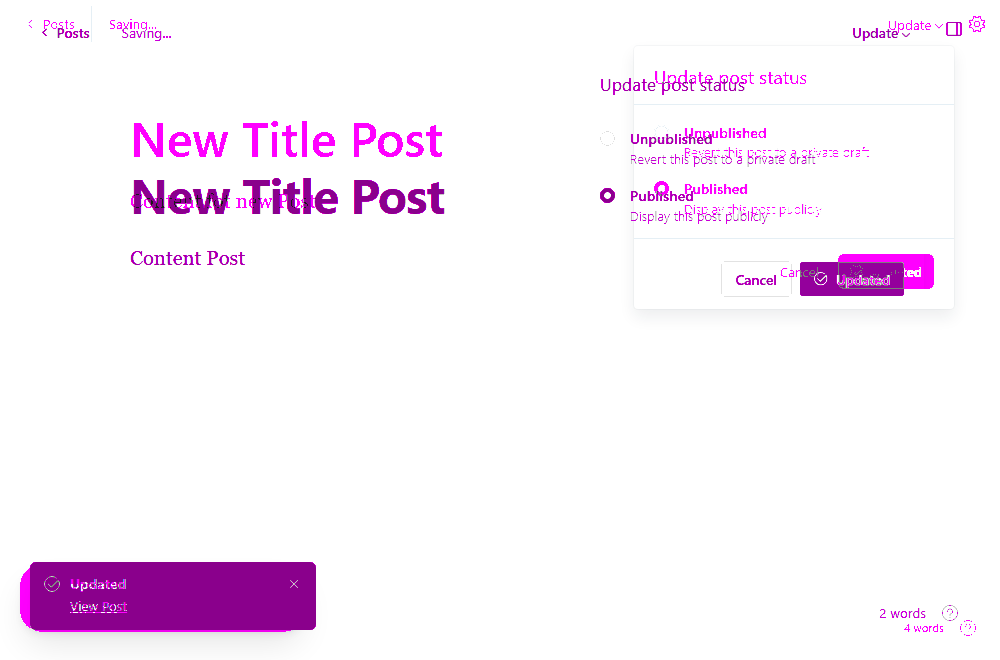 Posts Saving... Update
Posts Saving... Update
Update post status
Update post status
New Title Post
Unpublished
Revert this post to a private draft
Unpublished
Revert this post to a private draft
New Title Post
Content for new Post
Published
Display this post publicly
Published
Display this post publicly
Content Post
Cancel
Cancel Updated
Updated
View Post
2 words
4 words